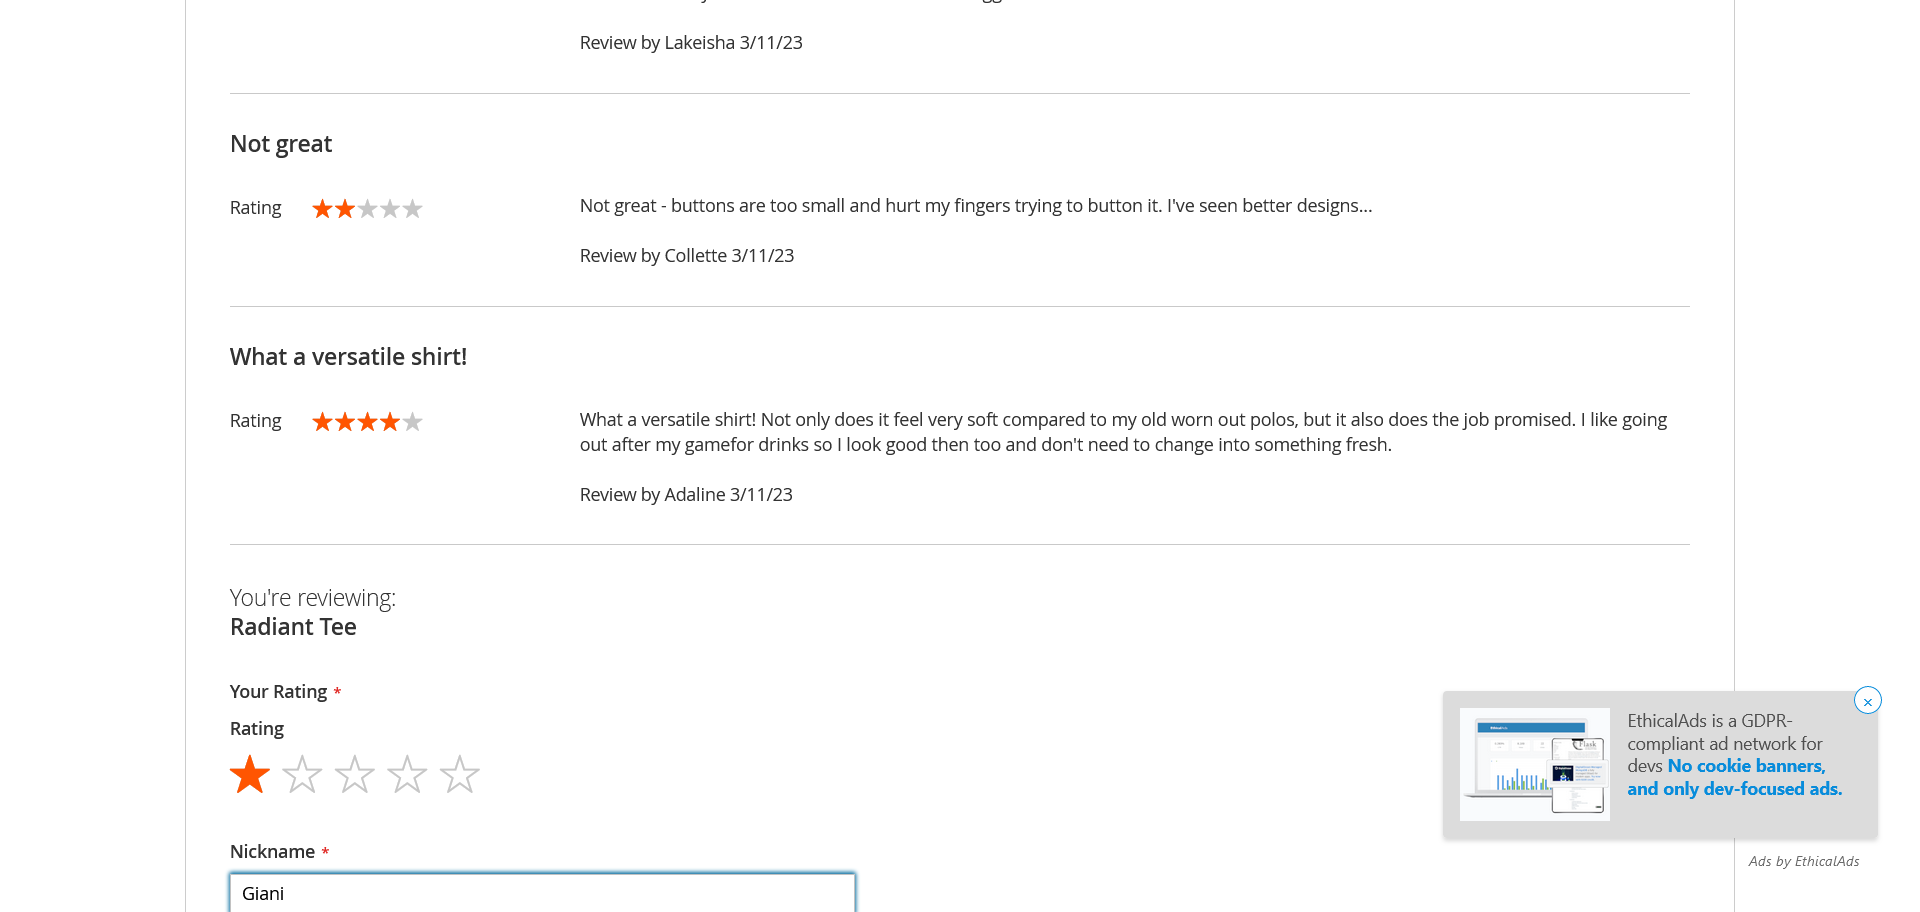 Review by Lakeisha 3/11/23
Not great
Rating
Not great - buttons are too small and hurt my fingers trying to button it. I've seen better designs...
Review by Collette 3/11/23
What a versatile shirt!
Rating
What a versatile shirt! Not only does it feel very soft compared to my old worn out polos, but it also does the job promised. I like going
out after my gamefor drinks so I look good then too and don't need to change into something fresh.
Review by Adaline 3/11/23
You're reviewing:
Radiant Tee
Your Rating *
Rating
Nickname *
Giani
×
EthicalAds is a GDPR-
compliant ad network for
devs No cookie banners,
and only dev-focused ads.
Ads by EthicalAds